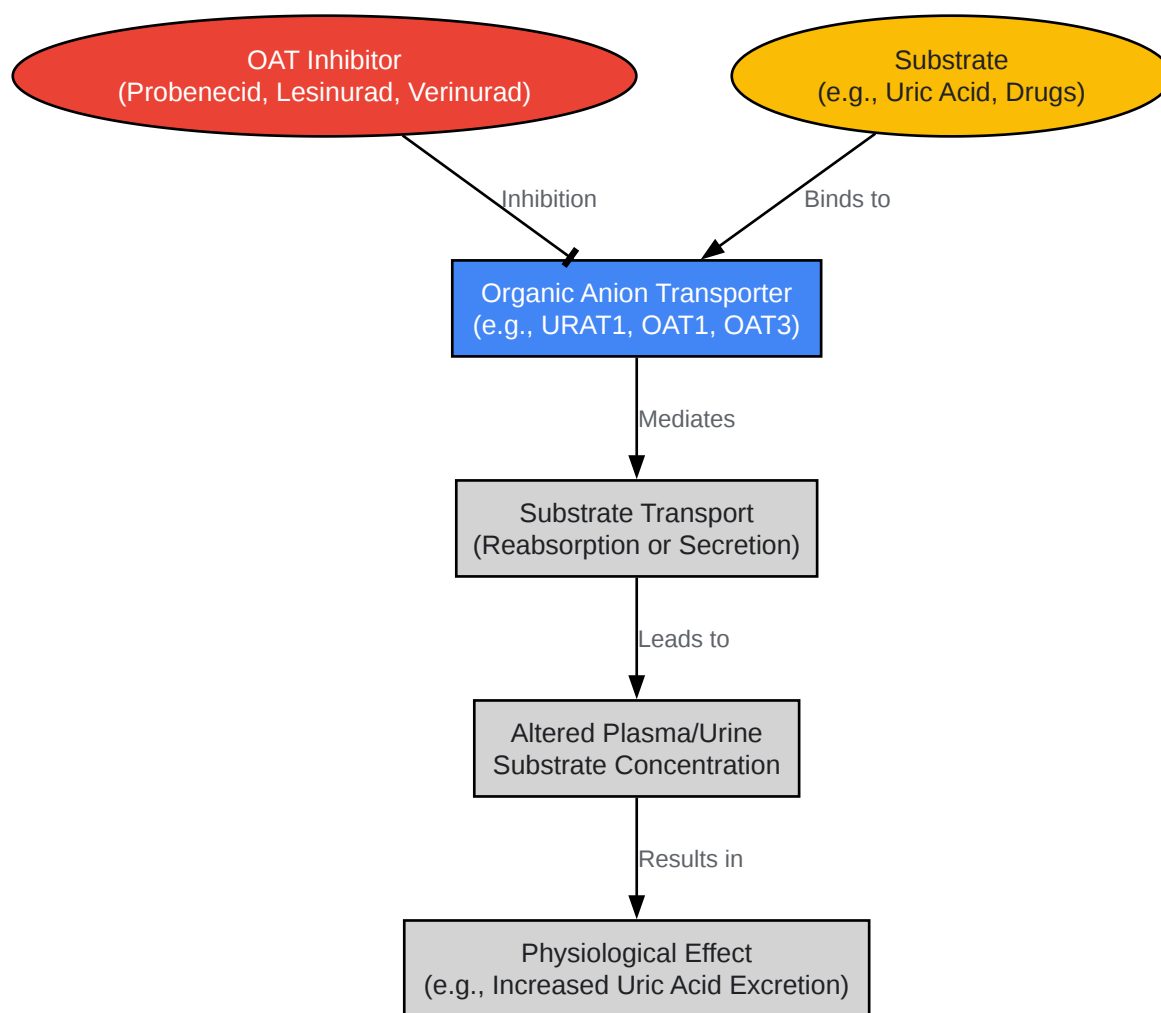 OAT Inhibitor
(Probenecid, Lesinurad, Verinurad)
Substrate
(e.g., Uric Acid, Drugs)
Inhibition
Binds to
Organic Anion Transporter
(e.g., URAT1, OAT1, OAT3)
Mediates
Substrate Transport
(Reabsorption or Secretion)
Leads to
Altered Plasma/Urine
Substrate Concentration
Results in
Physiological Effect
(e.g., Increased Uric Acid Excretion)